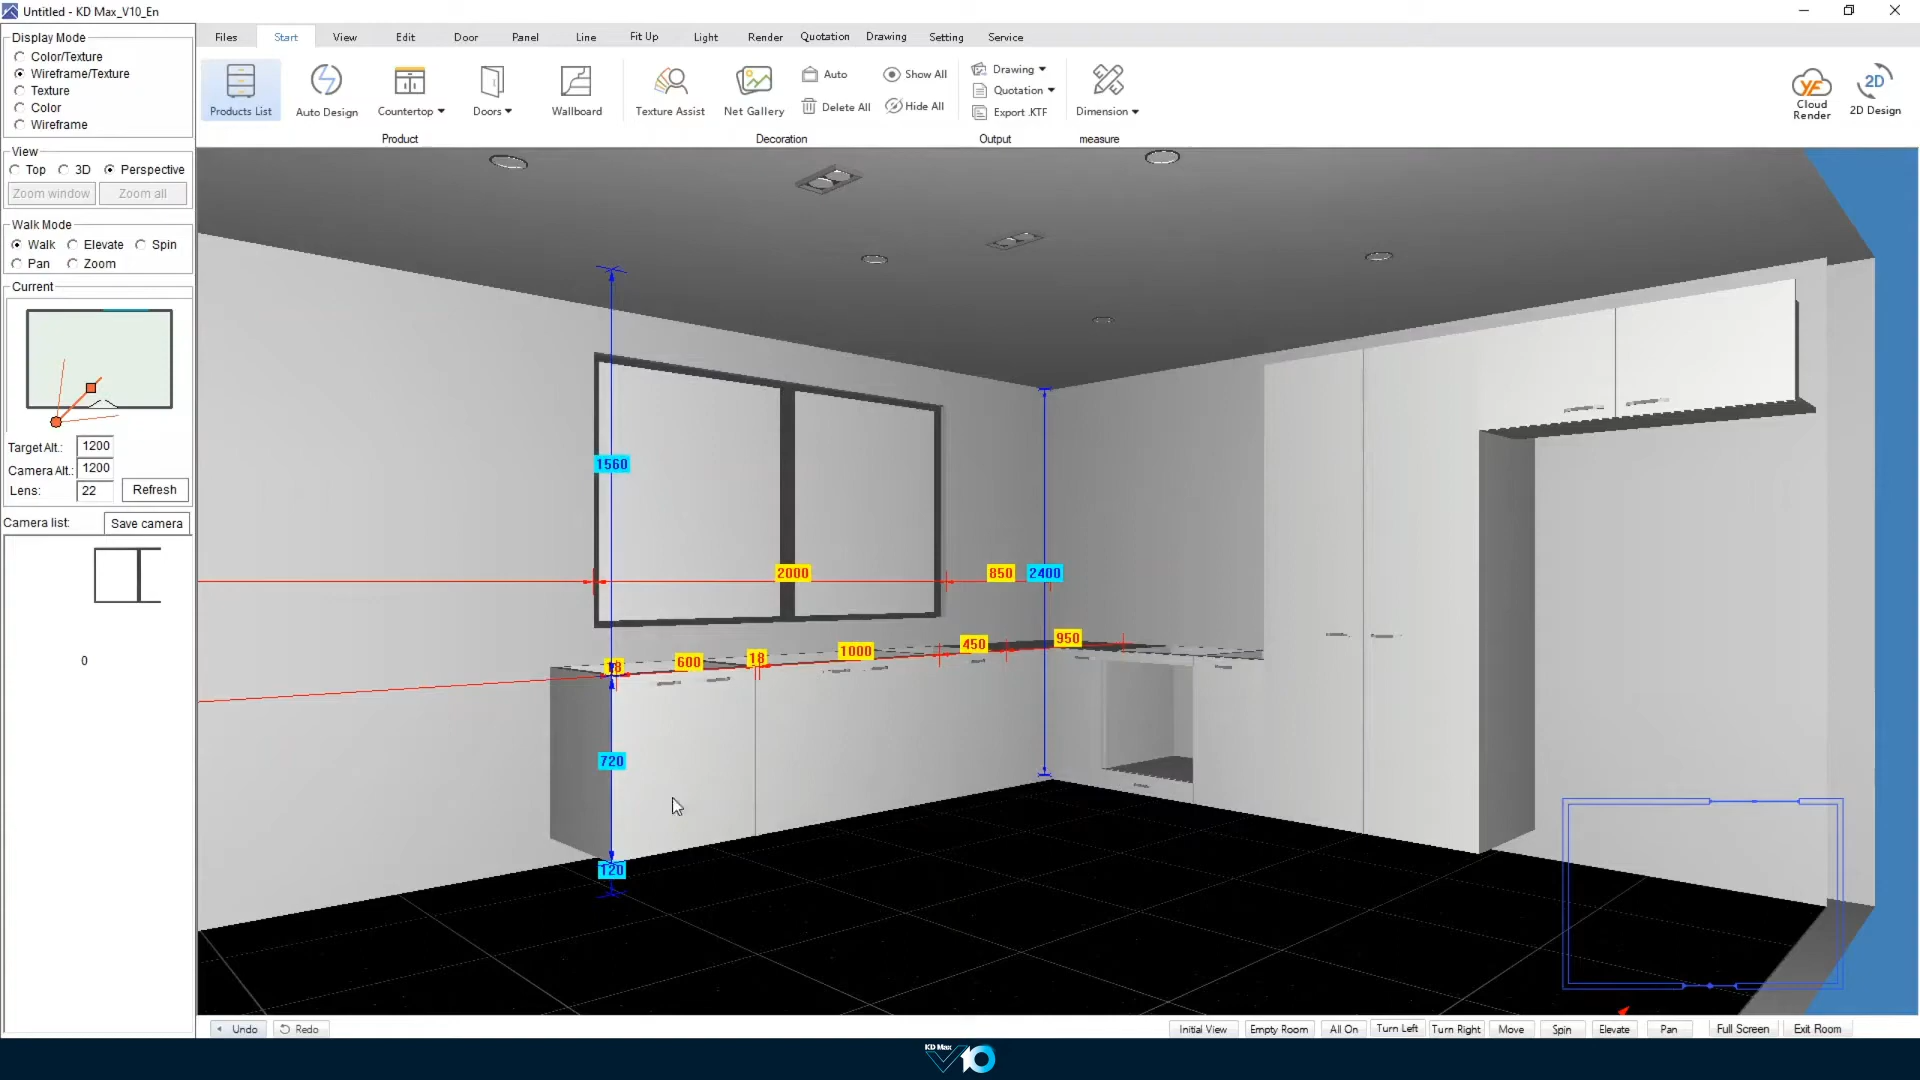 Untitled - KD Max_V10_En
Display Mode
Color/Texture
Wireframe/Texture
Texture
Color
Wireframe
View
Top
3D
Perspective
Zoom window
Zoom all
Walk Mode
Walk
Elevate
Spin
Pan
Zoom
Current
Target Alt.:
1200
Camera Alt.:
1200
Lens:
22
Refresh
Camera list:
Save camera
0
Files
Start
View
Edit
Door
Panel
Line
Fit Up
Light
Render
Quotation
Drawing
Setting
Service
Products List
Auto Design
Countertop
Doors
Wallboard
Product
Texture Assist
Net Gallery
Auto
Delete All
Show All
Hide All
Decoration
Drawing
Quotation
Export .KTF
Output
Dimension
measure
YF
Cloud
Render
2D
2D Design
1560
2000
850
2400
18
600
18
1000
450
950
720
120
Undo
Redo
Initial View
Empty Room
All On
Turn Left
Turn Right
Move
Spin
Elevate
Pan
Full Screen
Exit Room
KD Max
V10